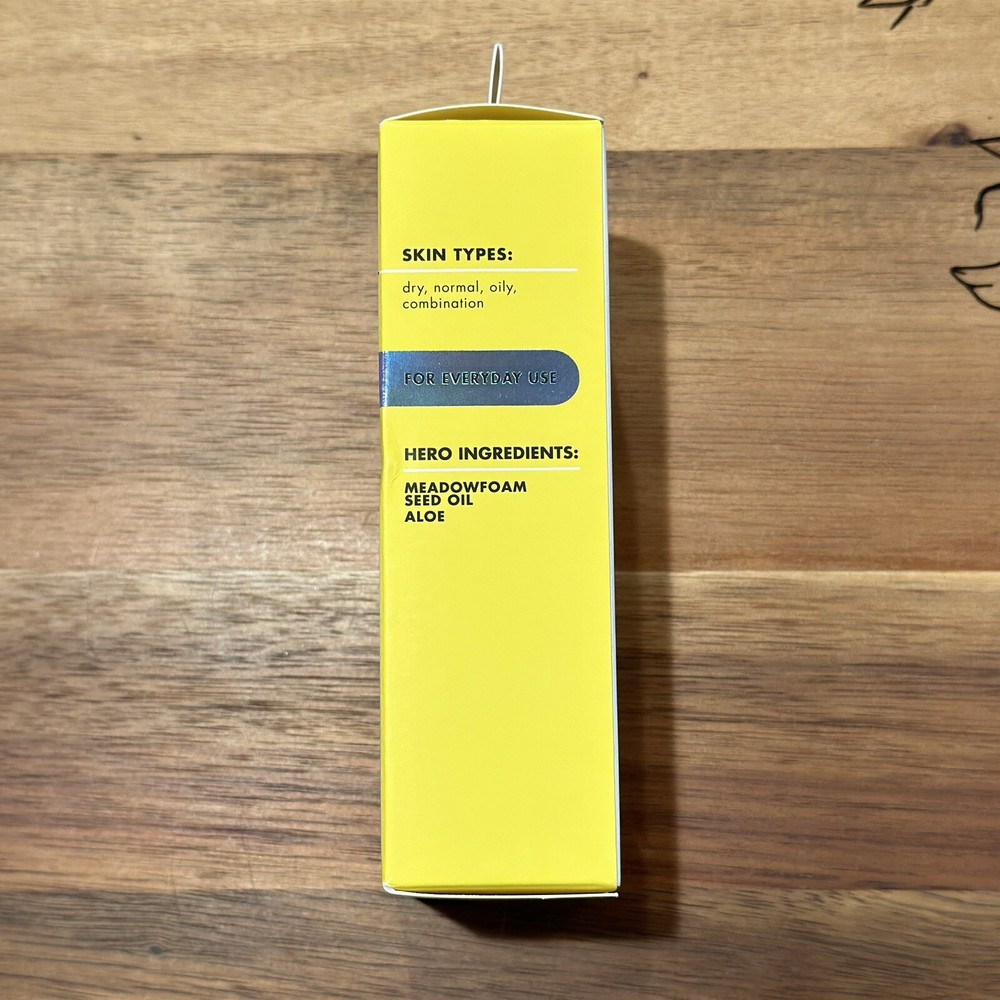 SKIN TYPES:
dry, normal, oily,
combination
FOR EVERYDAY USE
HERO INGREDIENTS:
MEADOWFOAM
SEED OIL
ALOE